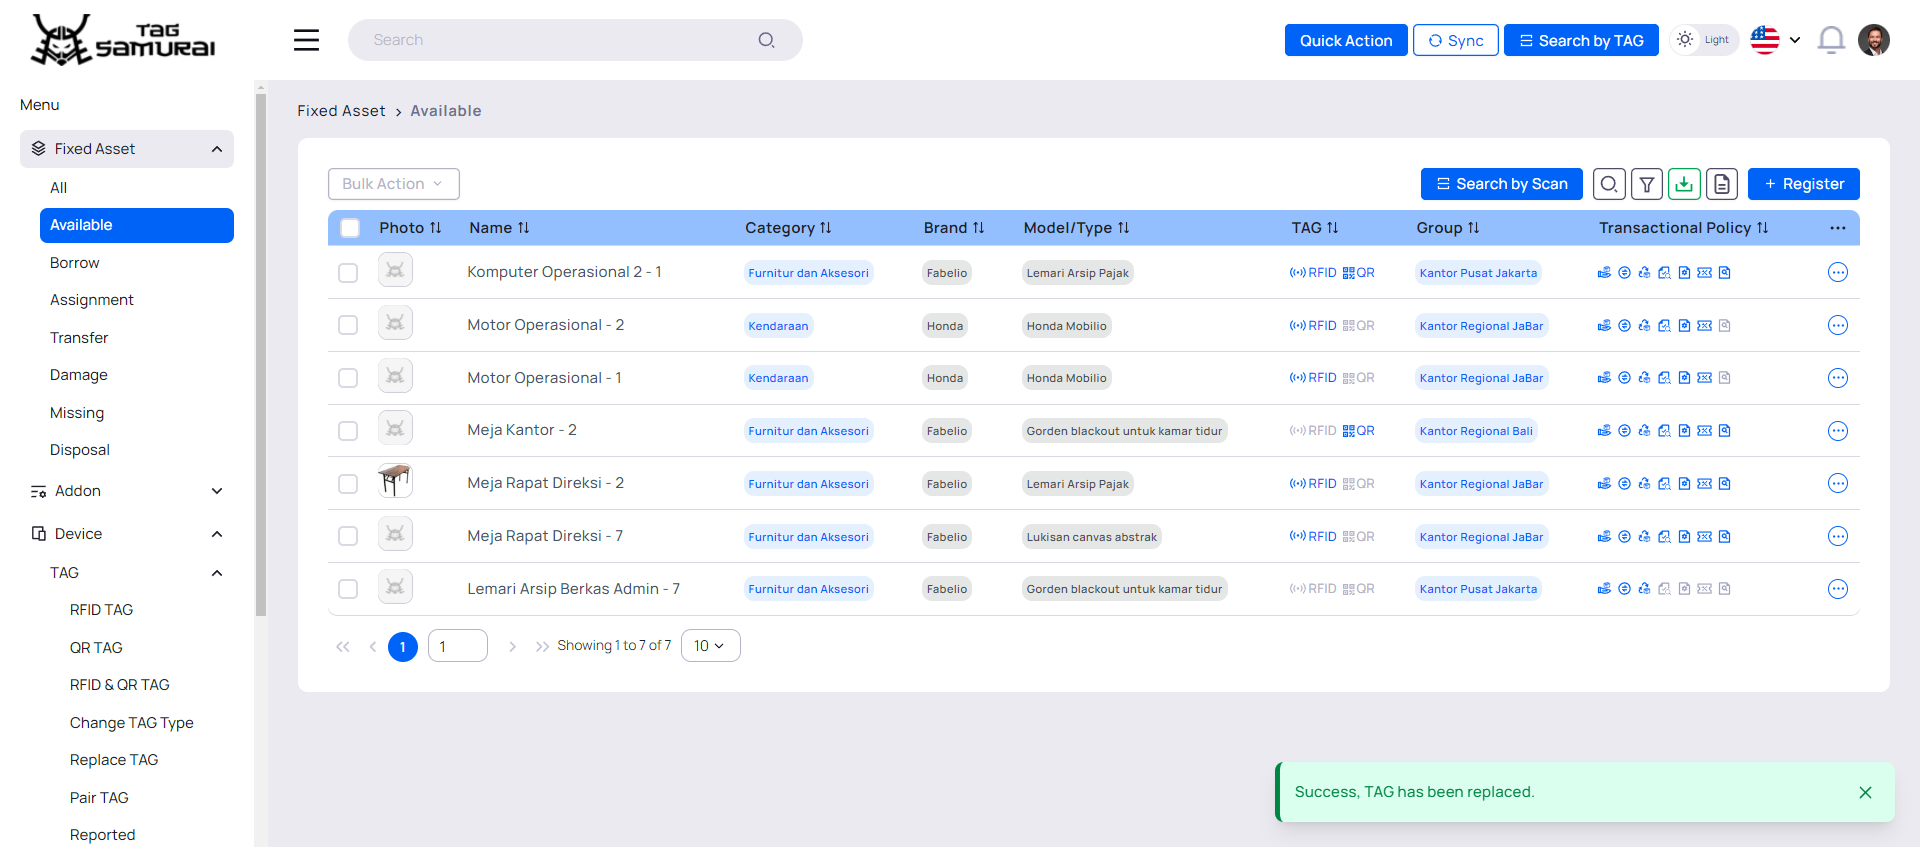 TAG SAMURAI
Search
Quick Action
Sync
Search by TAG
Light
Menu
Fixed Asset
All
Available
Borrow
Assignment
Transfer
Damage
Missing
Disposal
Addon
Device
TAG
RFID TAG
QR TAG
RFID & QR TAG
Change TAG Type
Replace TAG
Pair TAG
Reported
Fixed Asset > Available
Bulk Action
Search by Scan
+ Register
Photo Name Category Brand Model/Type TAG Group Transactional Policy ...
Komputer Operasional 2 - 1 Furnitur dan Aksesori Fabelio Lemari Arsip Pajak RFID QR Kantor Pusat Jakarta
Motor Operasional - 2 Kendaraan Honda Honda Mobilio RFID QR Kantor Regional JaBar
Motor Operasional - 1 Kendaraan Honda Honda Mobilio RFID QR Kantor Regional JaBar
Meja Kantor - 2 Furnitur dan Aksesori Fabelio Gorden blackout untuk kamar tidur RFID QR Kantor Regional Bali
Meja Rapat Direksi - 2 Furnitur dan Aksesori Fabelio Lemari Arsip Pajak RFID QR Kantor Regional JaBar
Meja Rapat Direksi - 7 Furnitur dan Aksesori Fabelio Lukisan canvas abstrak RFID QR Kantor Regional JaBar
Lemari Arsip Berkas Admin - 7 Furnitur dan Aksesori Fabelio Gorden blackout untuk kamar tidur RFID QR Kantor Pusat Jakarta
<< < 1 1 > >> Showing 1 to 7 of 7 10
Success, TAG has been replaced.